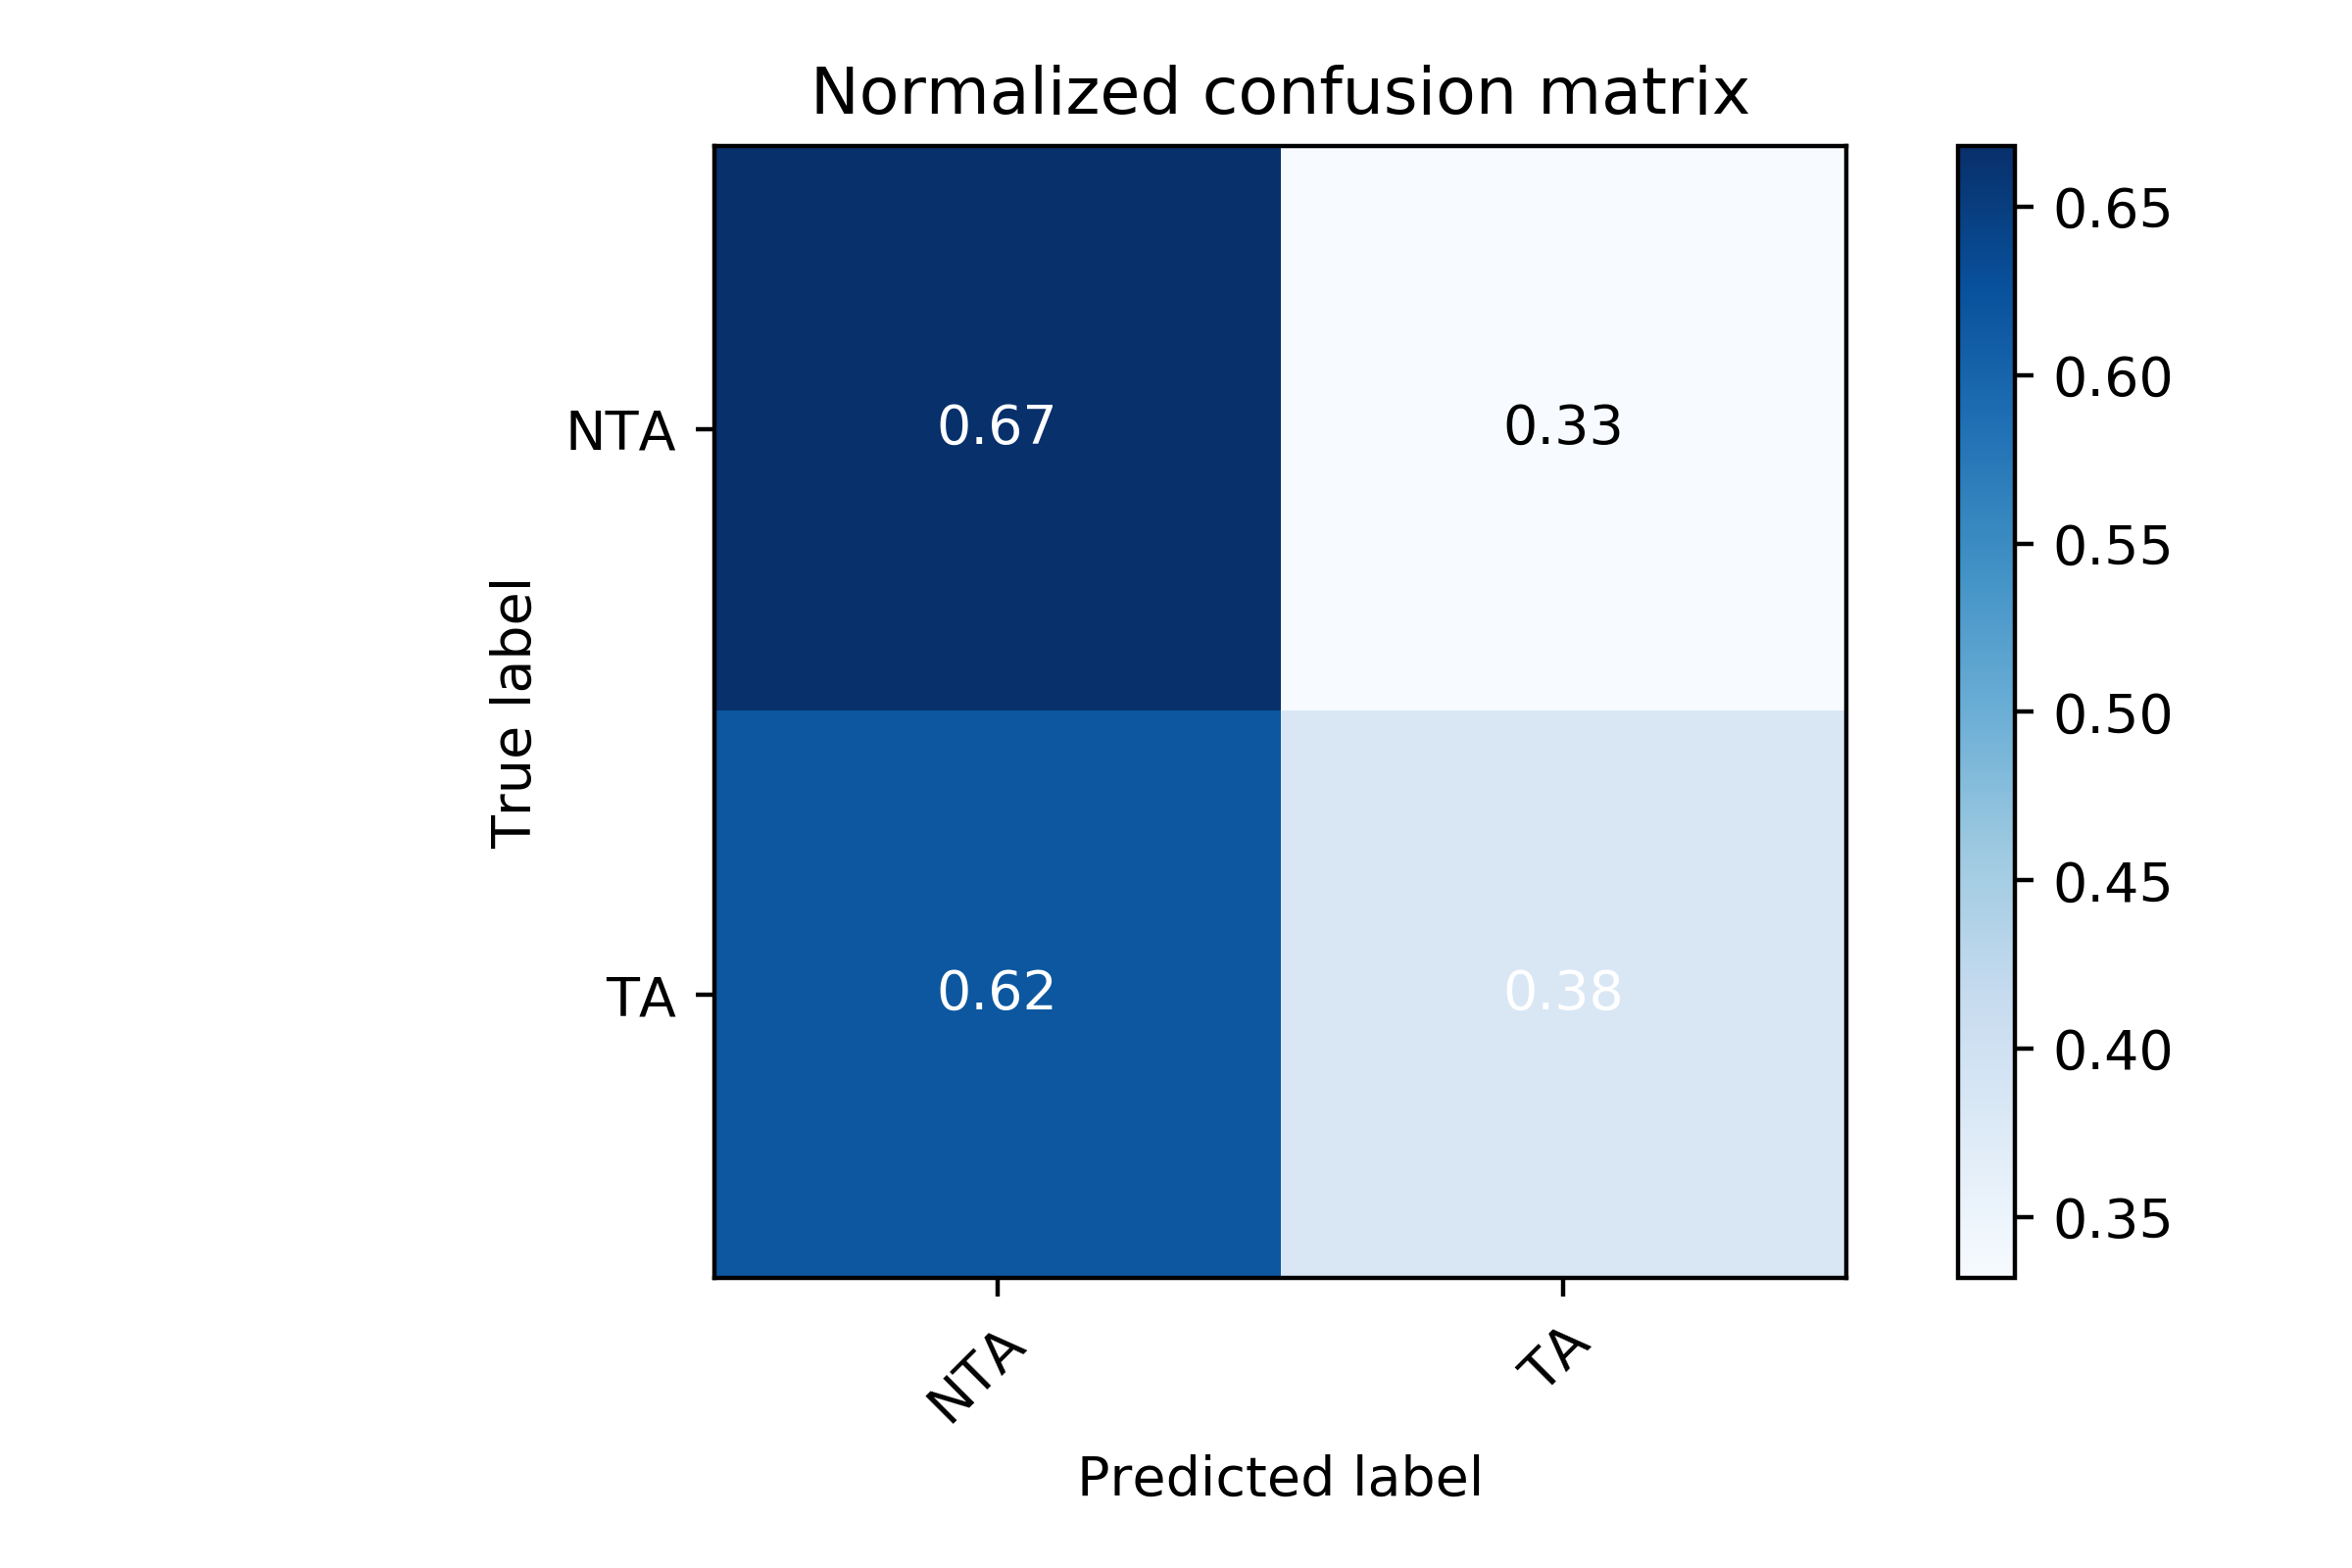 Normalized confusion matrix
True label
NTA
TA
0.67 0.33
0.62 0.38
NTA TA
Predicted label
0.65
0.60
0.55
0.50
0.45
0.40
0.35